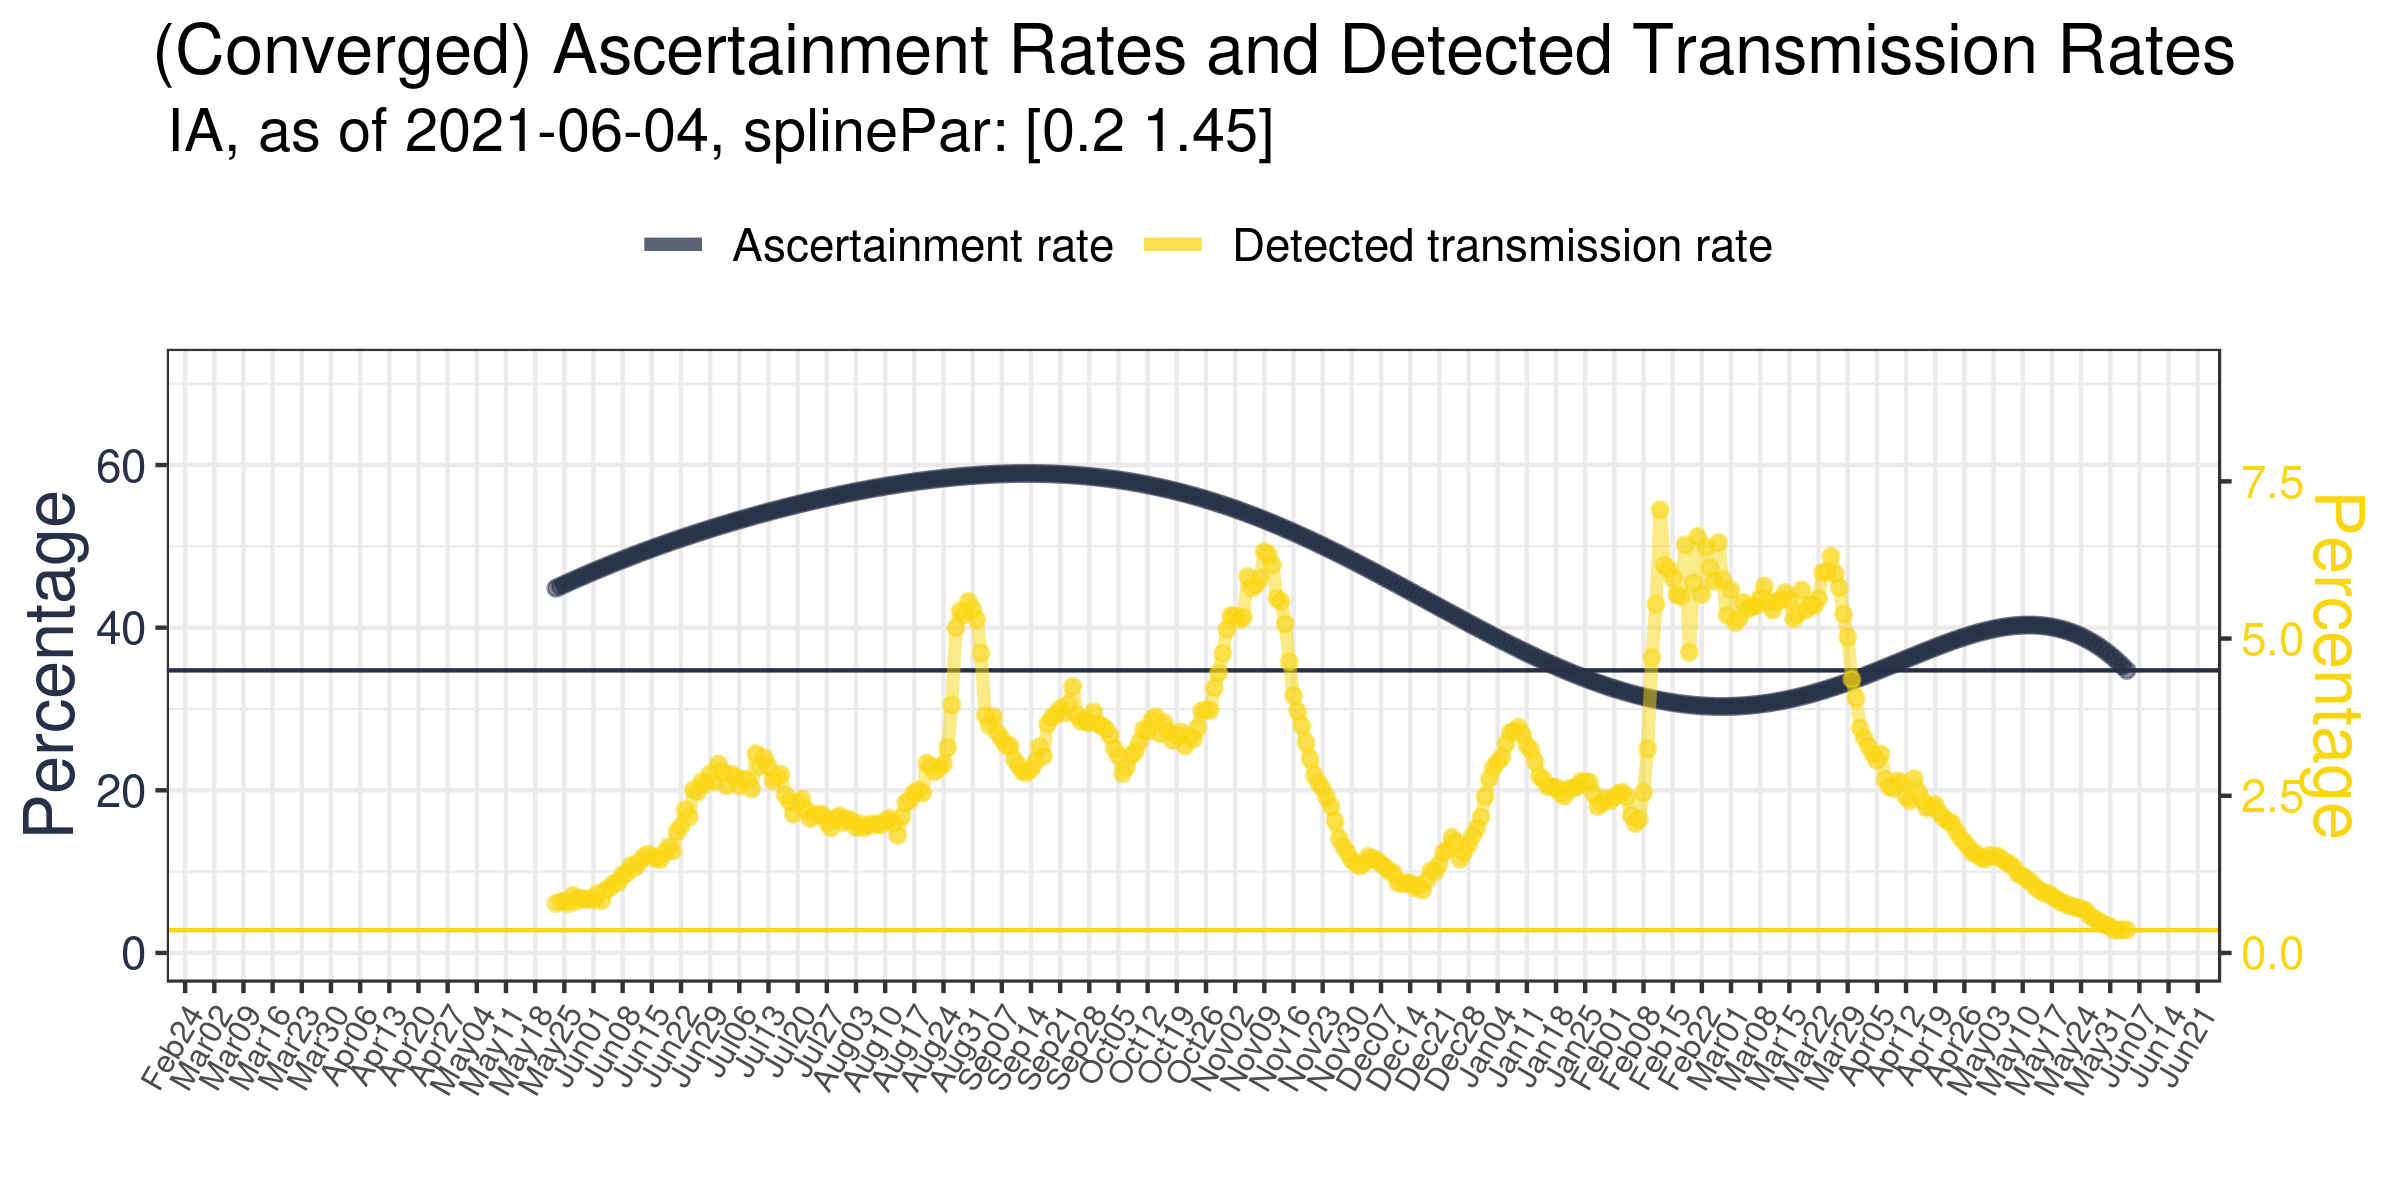 (Converged) Ascertainment Rates and Detected Transmission Rates
IA, as of 2021-06-04, splinePar: [0.2 1.45]
Ascertainment rate
Detected transmission rate
Percentage
60
40
20
0
7.5
5.0
2.5
0.0
Percentage
Feb24
Mar02
Mar09
Mar16
Mar23
Mar30
Apr06
Apr13
Apr20
Apr27
May04
May11
May18
May25
Jun01
Jun08
Jun15
Jun22
Jun29
Jul06
Jul13
Jul20
Jul27
Aug03
Aug10
Aug17
Aug24
Aug31
Sep07
Sep14
Sep21
Sep28
Oct05
Oct12
Oct19
Oct26
Nov02
Nov09
Nov16
Nov23
Nov30
Dec07
Dec14
Dec21
Dec28
Jan04
Jan11
Jan18
Jan25
Feb01
Feb08
Feb15
Feb22
Mar01
Mar08
Mar15
Mar22
Mar29
Apr05
Apr12
Apr19
Apr26
May03
May10
May17
May24
May31
Jun07
Jun14
Jun21